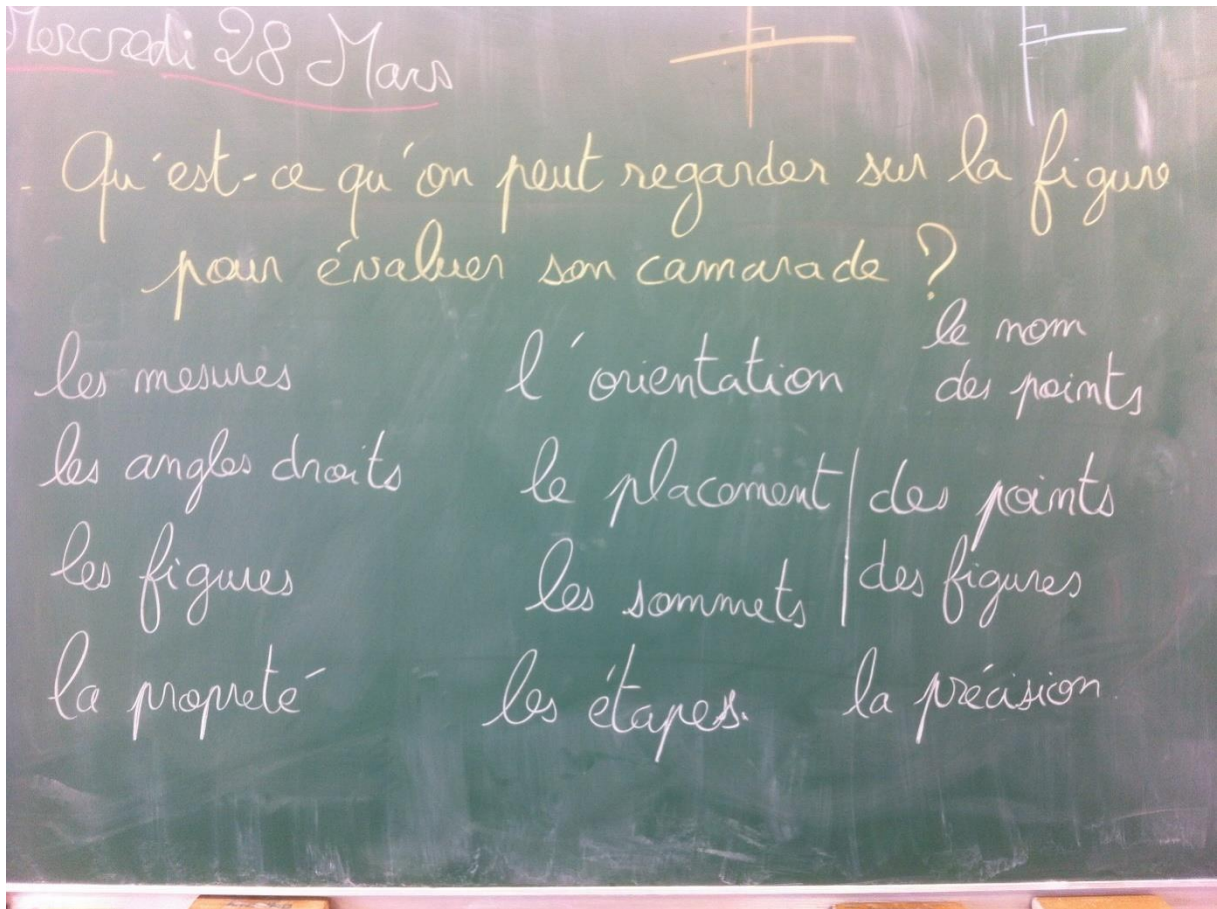 Mercredi 28 Mars
- Qu'est-ce qu'on peut regarder sur la figure
pour évaluer son camarade ?
les mesures
les angles droits
les figures
la propreté
l'orientation
le placement
les sommets
les étapes.
le nom
des points
des points
des figures
la précision.